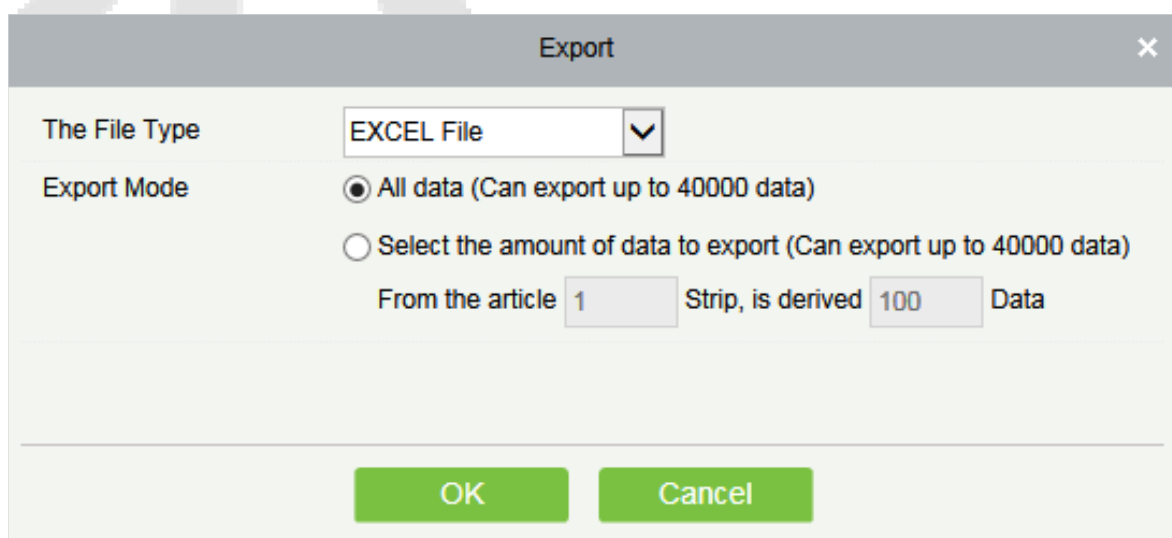 Export
The File Type EXCEL File
Export Mode All data (Can export up to 40000 data)
Select the amount of data to export (Can export up to 40000 data)
From the article 1 Strip, is derived 100 Data
OK Cancel